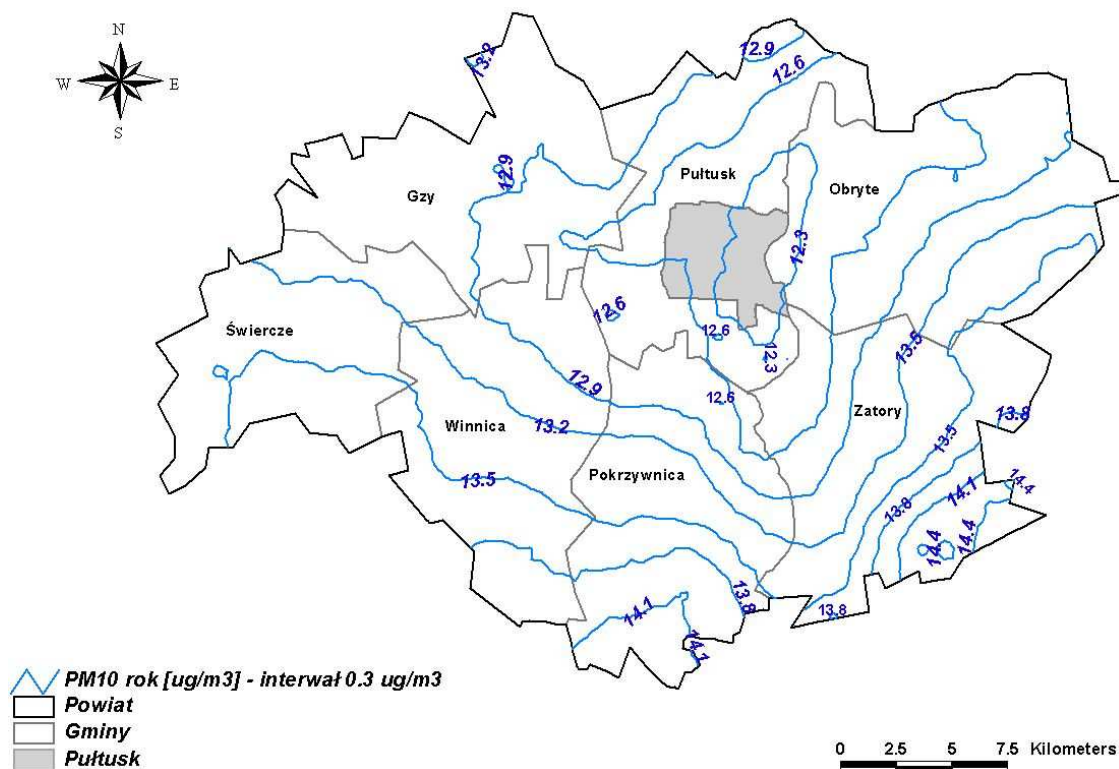 N
W E
S
13.2
12.9
12.6
12.9
Gzy
Pułtusk
Obryte
12.3
12.6
Świercze
12.6
12.3
13.5
12.9
12.6
Zatory
13.8
Winnica
13.2
13.5
Pokrzywnica
13.5
14.4
14.1
13.8
14.4
14.4
13.8
14.1
13.8
14.1
PM10 rok [ug/m3] - interwał 0.3 ug/m3
Powiat
Gminy
Pułtusk
0 2.5 5 7.5 Kilometers